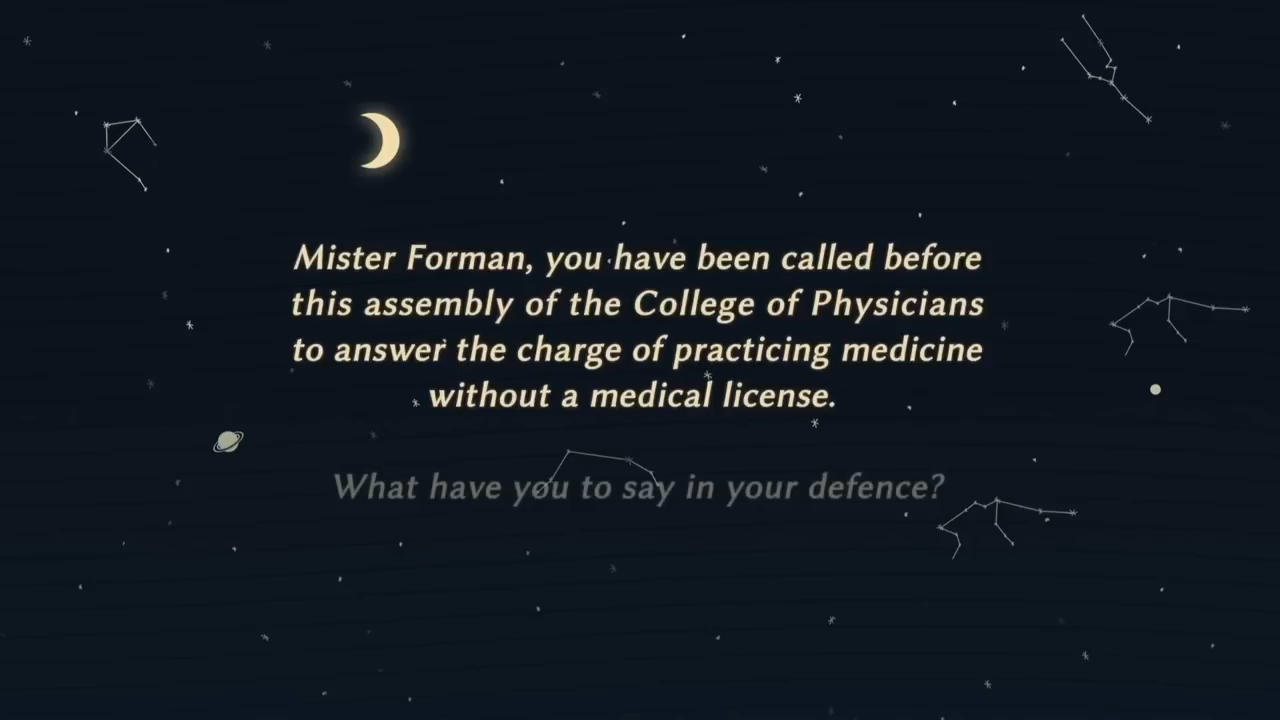 Mister Forman, you have been called before
this assembly of the College of Physicians
to answer the charge of practicing medicine
without a medical license.
What have you to say in your defence?